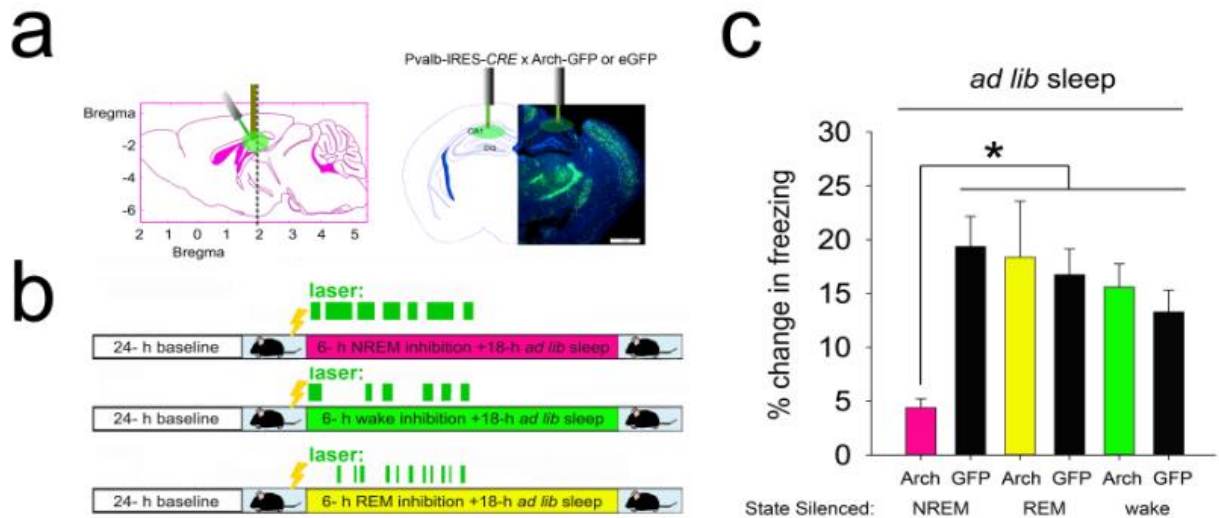 a
Pvalb-IRES-CRE x Arch-GFP or eGFP
Bregma
-2
-4
-6
2 1 0 1 2 3 4 5
Bregma
CA1
DG
b
laser:
24- h baseline
6- h NREM inhibition +18-h ad lib sleep
laser:
24- h baseline
6- h wake inhibition +18-h ad lib sleep
laser:
24- h baseline
6- h REM inhibition +18-h ad lib sleep
c
ad lib sleep
% change in freezing
30
25
20
15
10
5
0
*
Arch GFP Arch GFP Arch GFP
State Silenced: NREM REM wake